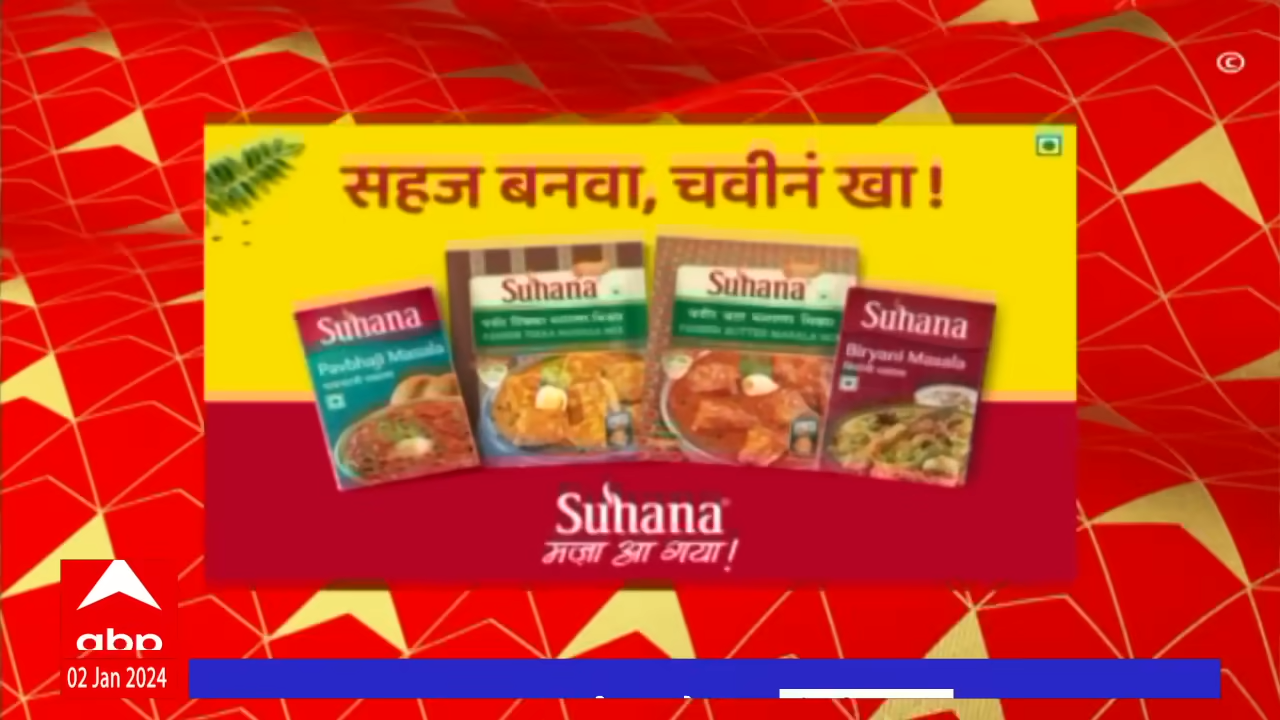 ©
सहज बनवा, चवीनं खा!
Suhana
Suhana
Suhana
Suhana
Pavbhaji Masala
Biryani Masala
Suhana
मज़ा आ गया!
abp
02 Jan 2024